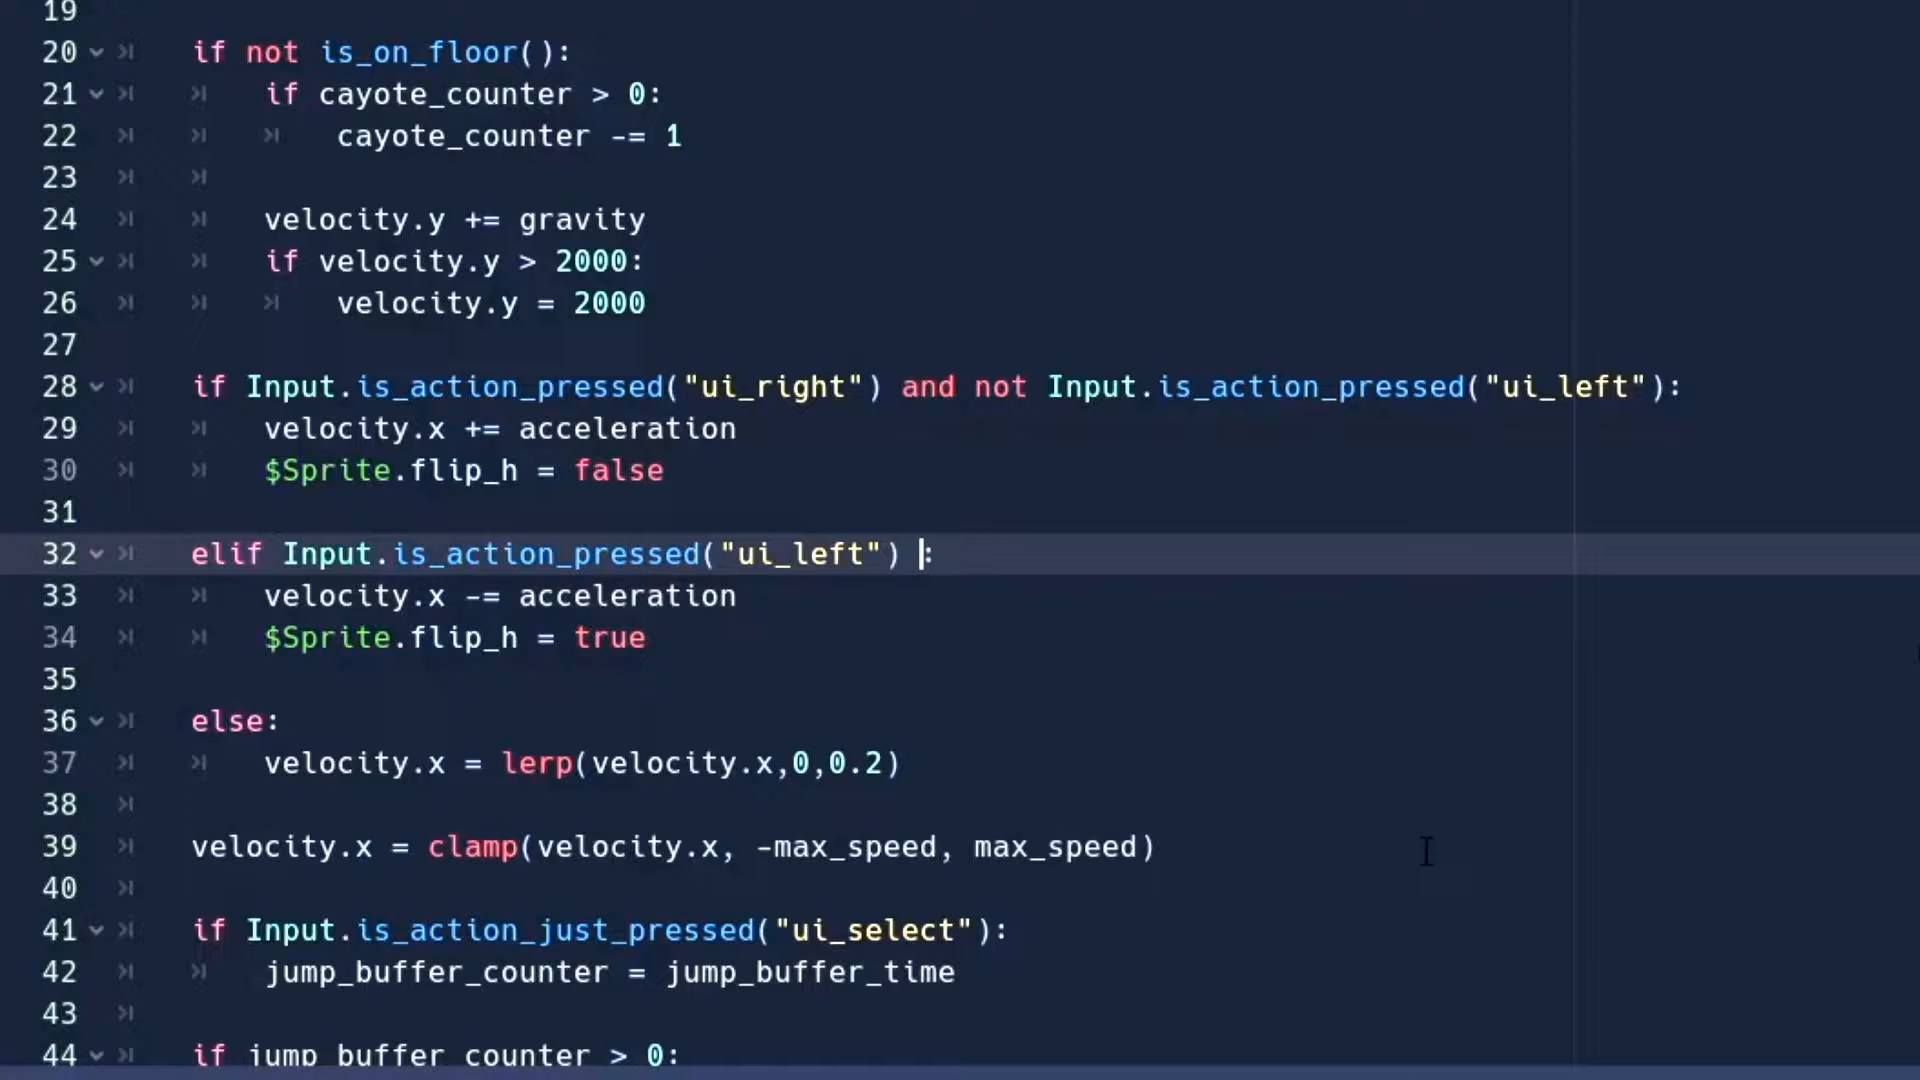 19
20 if not is_on_floor():
21 if cayote_counter > 0:
22 cayote_counter -= 1
23
24 velocity.y += gravity
25 if velocity.y > 2000:
26 velocity.y = 2000
27
28 if Input.is_action_pressed("ui_right") and not Input.is_action_pressed("ui_left"):
29 velocity.x += acceleration
30 $Sprite.flip_h = false
31
32 elif Input.is_action_pressed("ui_left") :
33 velocity.x -= acceleration
34 $Sprite.flip_h = true
35
36 else:
37 velocity.x = lerp(velocity.x,0,0.2)
38
39 velocity.x = clamp(velocity.x, -max_speed, max_speed)
40
41 if Input.is_action_just_pressed("ui_select"):
42 jump_buffer_counter = jump_buffer_time
43
44 if jump_buffer_counter > 0: